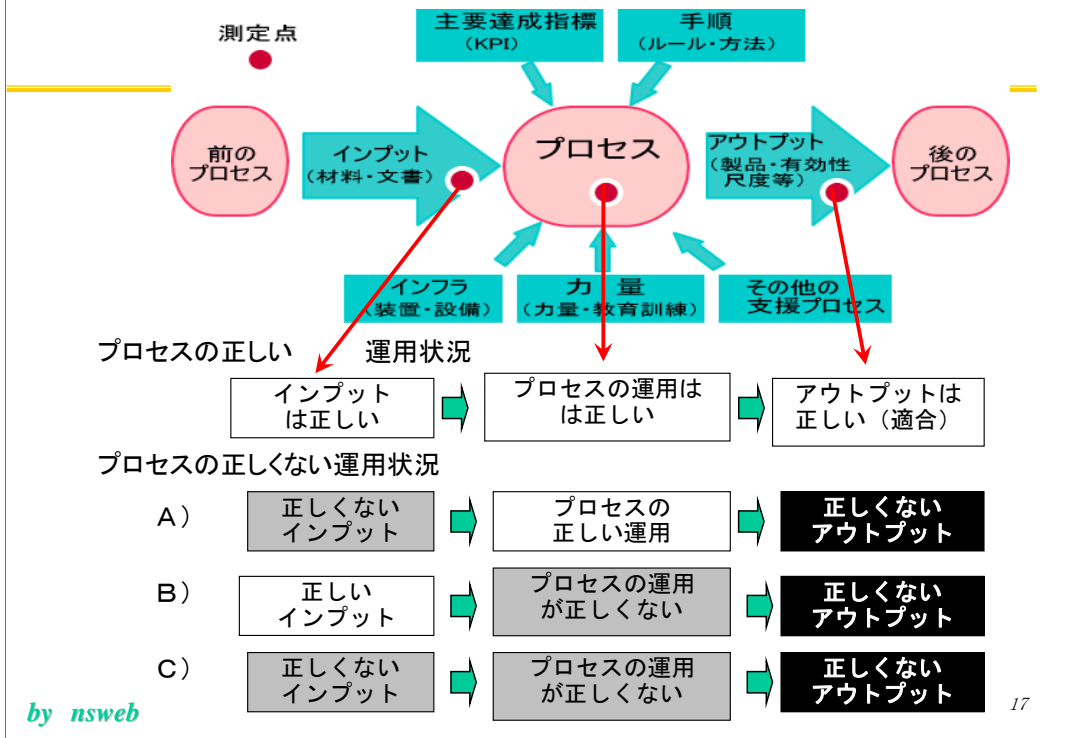 測定点
主要達成指標
（KPI）
手順
（ルール・方法）
前の
プロセス
インプット
（材料・文書）
プロセス
アウトプット
（製品・有効性
尺度等）
後の
プロセス
インフラ
（装置・設備）
力 量
（力量・教育訓練）
その他の
支援プロセス
プロセスの正しい 運用状況
インプット
は正しい
プロセスの運用は
は正しい
アウトプットは
正しい（適合）
プロセスの正しくない運用状況
A）
正しくない
インプット
プロセスの
正しい運用
正しくない
アウトプット
B）
正しい
インプット
プロセスの運用
が正しくない
正しくない
アウトプット
C）
正しくない
インプット
プロセスの運用
が正しくない
正しくない
アウトプット
by nsweb
17